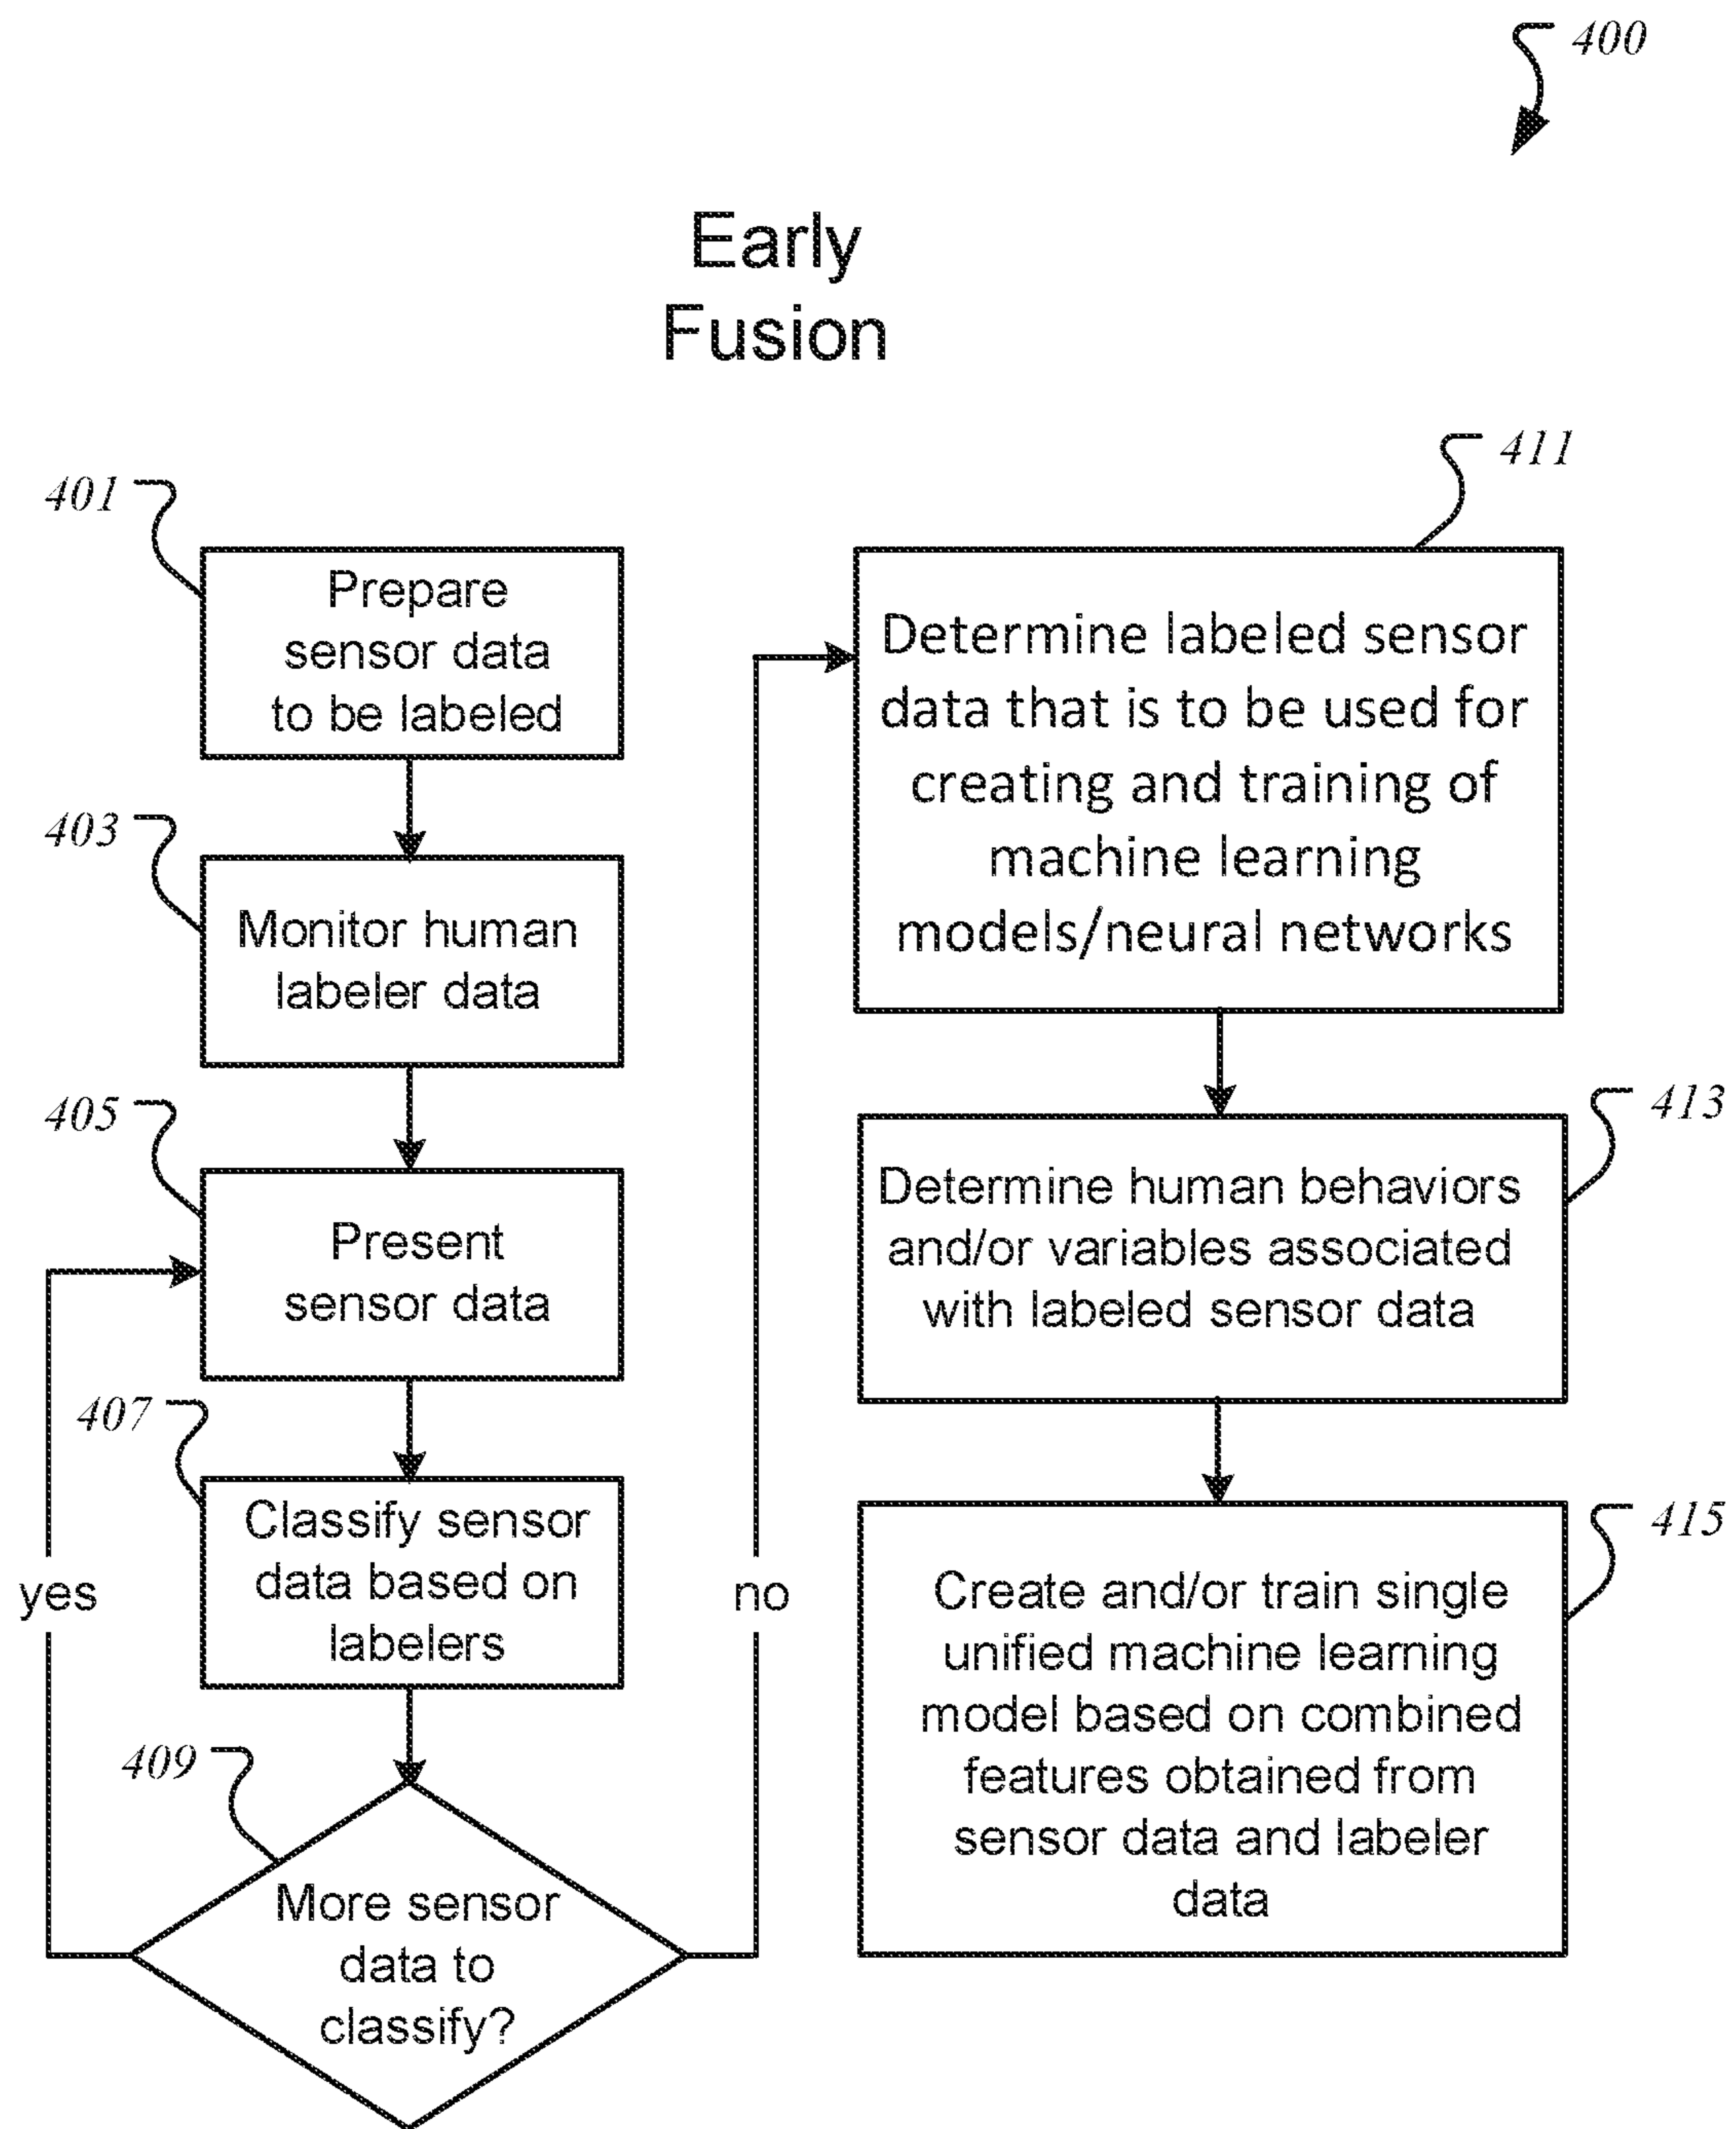 400
Early
Fusion
401
Prepare
sensor data
to be labeled
403
Monitor human
labeler data
405
Present
sensor data
407
Classify sensor
data based on
labelers
yes
409
More sensor
data to
classify?
no
411
Determine labeled sensor
data that is to be used for
creating and training of
machine learning
models/neural networks
413
Determine human behaviors
and/or variables associated
with labeled sensor data
415
Create and/or train single
unified machine learning
model based on combined
features obtained from
sensor data and labeler
data